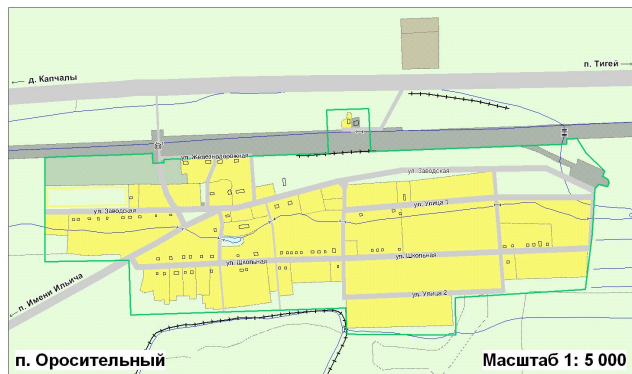 ← д. Капчалы
п. Тигей →
ул. Железнодорожная
ул. Заводская
ул. Заводская
ул. Улица 1
ул. Школьная
ул. Школьная
ул. Улица 2
← п. Имени Ильича
п. Оросительный
Масштаб 1: 5 000